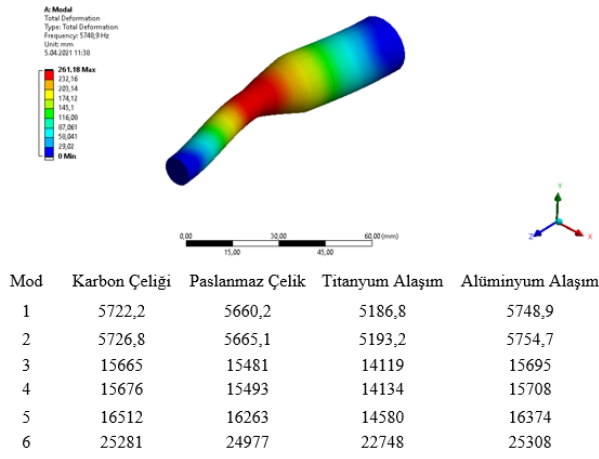 A: Modal
Total Deformation
Type: Total Deformation
Frequency: 5748,9 Hz
Unit: mm
5.04.2021 11:38
261,18 Max
232,16
203,14
174,12
145,1
116,08
87,061
58,041
29,02
0 Min
0,00 30,00 60,00 (mm)
15,00 45,00
Y
Z X
Mod Karbon Çeliği Paslanmaz Çelik Titanyum Alaşım Alüminyum Alaşım
1 5722,2 5660,2 5186,8 5748,9
2 5726,8 5665,1 5193,2 5754,7
3 15665 15481 14119 15695
4 15676 15493 14134 15708
5 16512 16263 14580 16374
6 25281 24977 22748 25308